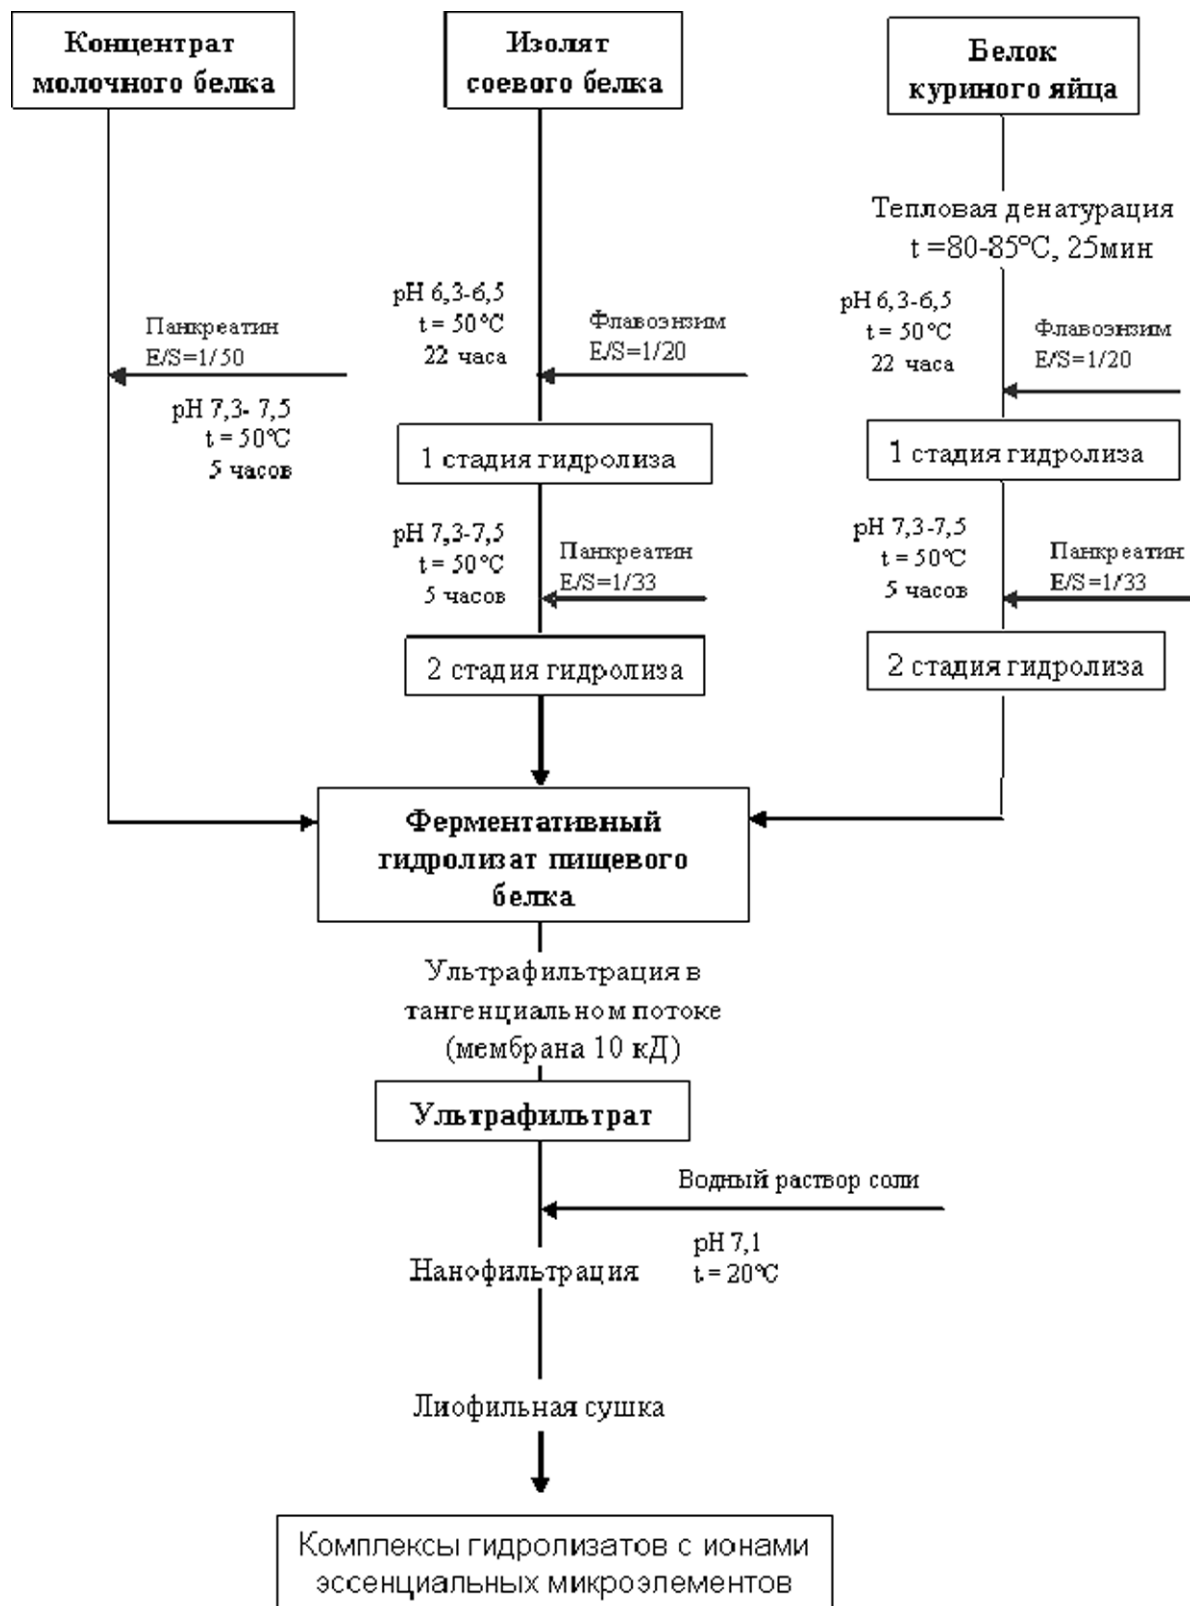 Концентрат
молочного белка
Изолят
соевого белка
Белок
куриного яйца
Тепловая денатурация
t =80-85°C, 25мин
Панкреатин
E/S=1/50
pH 7,3- 7,5
t = 50°C
5 часов
pH 6,3-6,5
t = 50°C
22 часа
Флавоэнзим
E/S=1/20
pH 6,3-6,5
t = 50°C
22 часа
Флавоэнзим
E/S=1/20
1 стадия гидролиза
1 стадия гидролиза
pH 7,3-7,5
t = 50°C
5 часов
Панкреатин
E/S=1/33
pH 7,3-7,5
t = 50°C
5 часов
Панкреатин
E/S=1/33
2 стадия гидролиза
2 стадия гидролиза
Ферментативный
гидролизат пищевого
белка
Ультрафильтрация в
тангенциальном потоке
(мембрана 10 кД)
Ультрафильтрат
Водный раствор соли
pH 7,1
t = 20°C
Нанофильтрация
Лиофильная сушка
Комплексы гидролизатов с ионами
эссенциальных микроэлементов